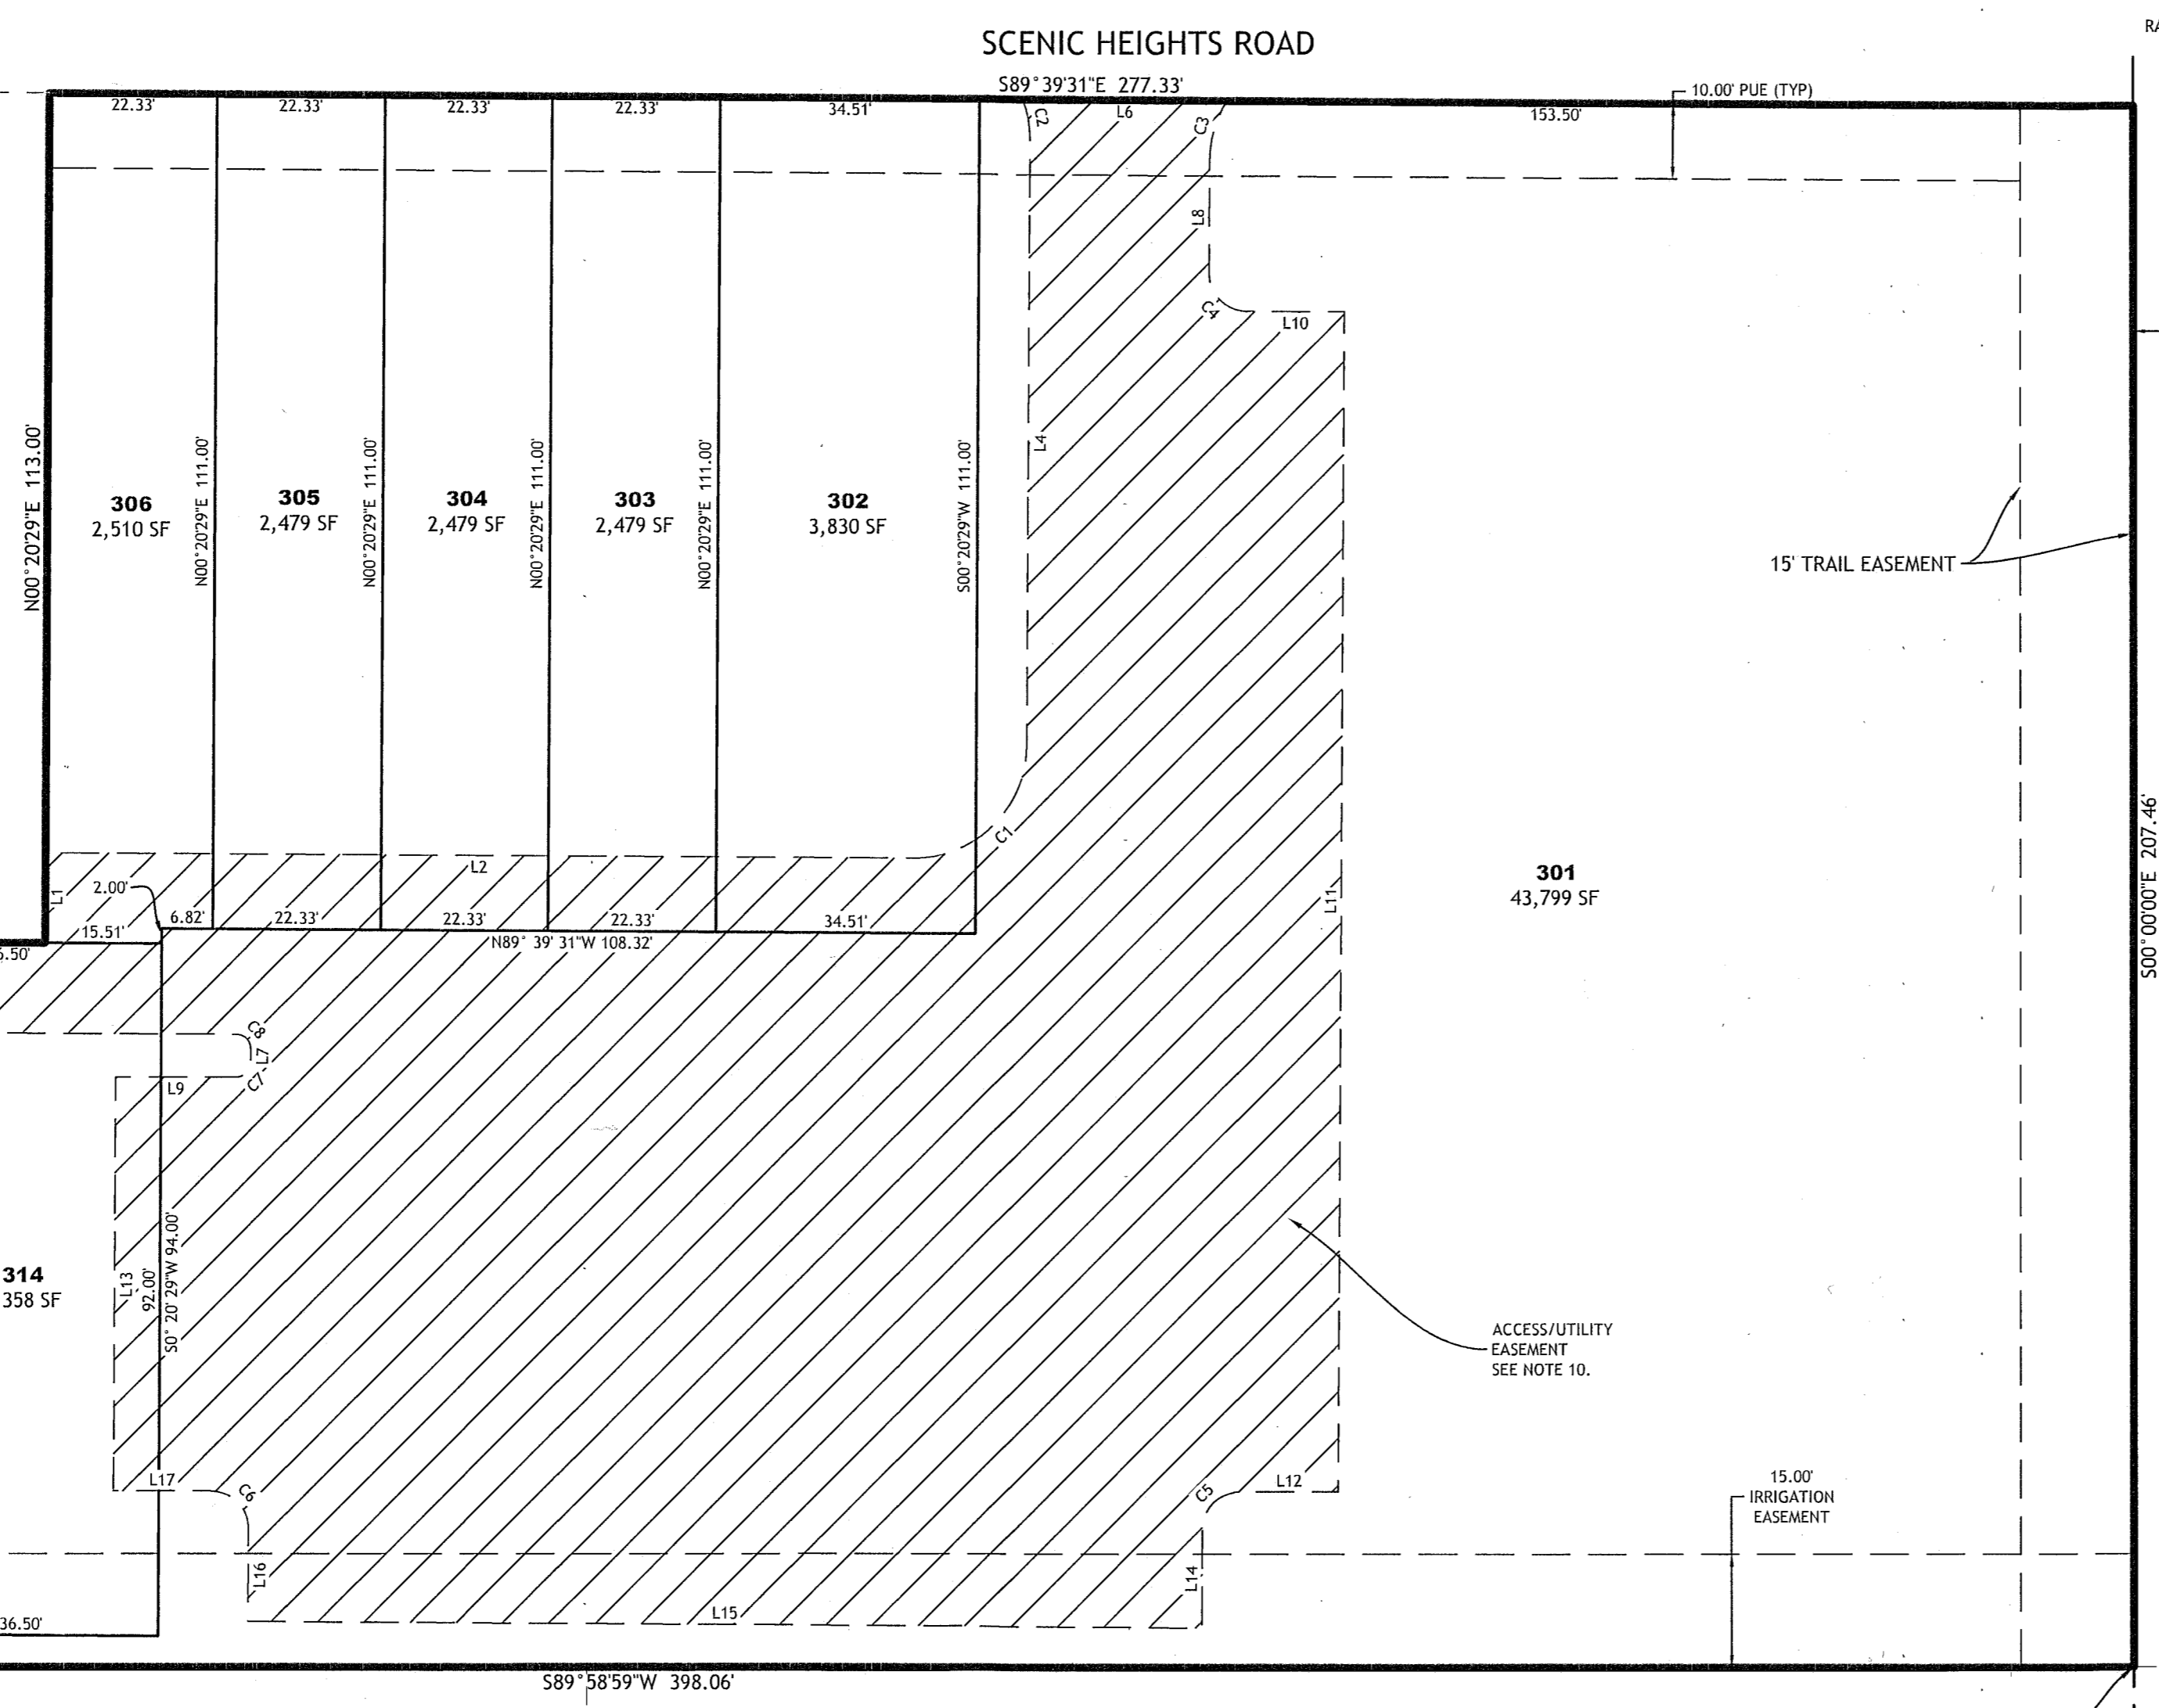 RA
SCENIC HEIGHTS ROAD
S89°39'31"E 277.33'
10.00' PUE (TYP)
22.33'
22.33'
22.33'
22.33'
34.51'
C2
L6
C3
153.50'
L8
C4
L10
N00°20'29"E 113.00'
N00°20'29"E 111.00'
N00°20'29"E 111.00'
N00°20'29"E 111.00'
N00°20'29"E 111.00'
S00°20'29"W 111.00'
L4
306
2,510 SF
305
2,479 SF
304
2,479 SF
303
2,479 SF
302
3,830 SF
15' TRAIL EASEMENT
C1
L2
L1
2.00'
301
43,799 SF
L11
S00°00'00"E 207.46'
15.51'
6.82'
22.33'
22.33'
22.33'
34.51'
N89° 39' 31"W 108.32'
.50'
C8
L7
C7
L9
314
358 SF
L13
92.00'
S0° 20' 29"W 94.00'
ACCESS/UTILITY
EASEMENT
SEE NOTE 10.
L17
C6
C5
L12
15.00'
IRRIGATION
EASEMENT
L16
L14
L15
36.50'
S89°58'59"W 398.06'